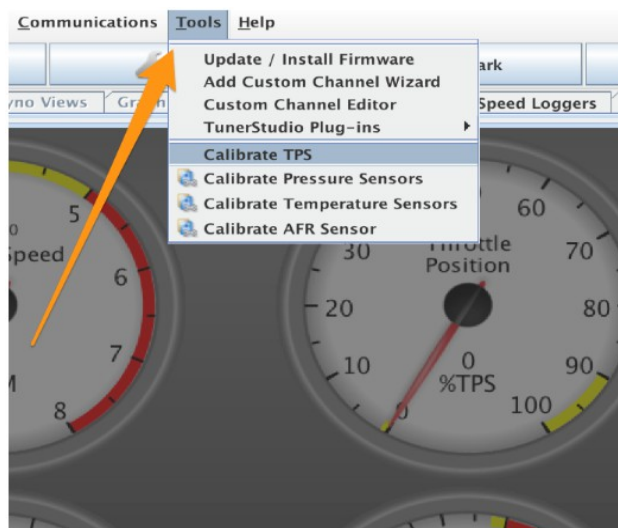 Communications Tools Help
Update / Install Firmware
ark
Add Custom Channel Wizard
yno Views
Custom Channel Editor
Speed Loggers
TunerStudio Plug-ins
Calibrate TPS
Calibrate Pressure Sensors
Calibrate Temperature Sensors
Calibrate AFR Sensor
5
Speed
6
7
8
0
10
20
30
60
70
80
90
100
Throttle
Position
0
%TPS